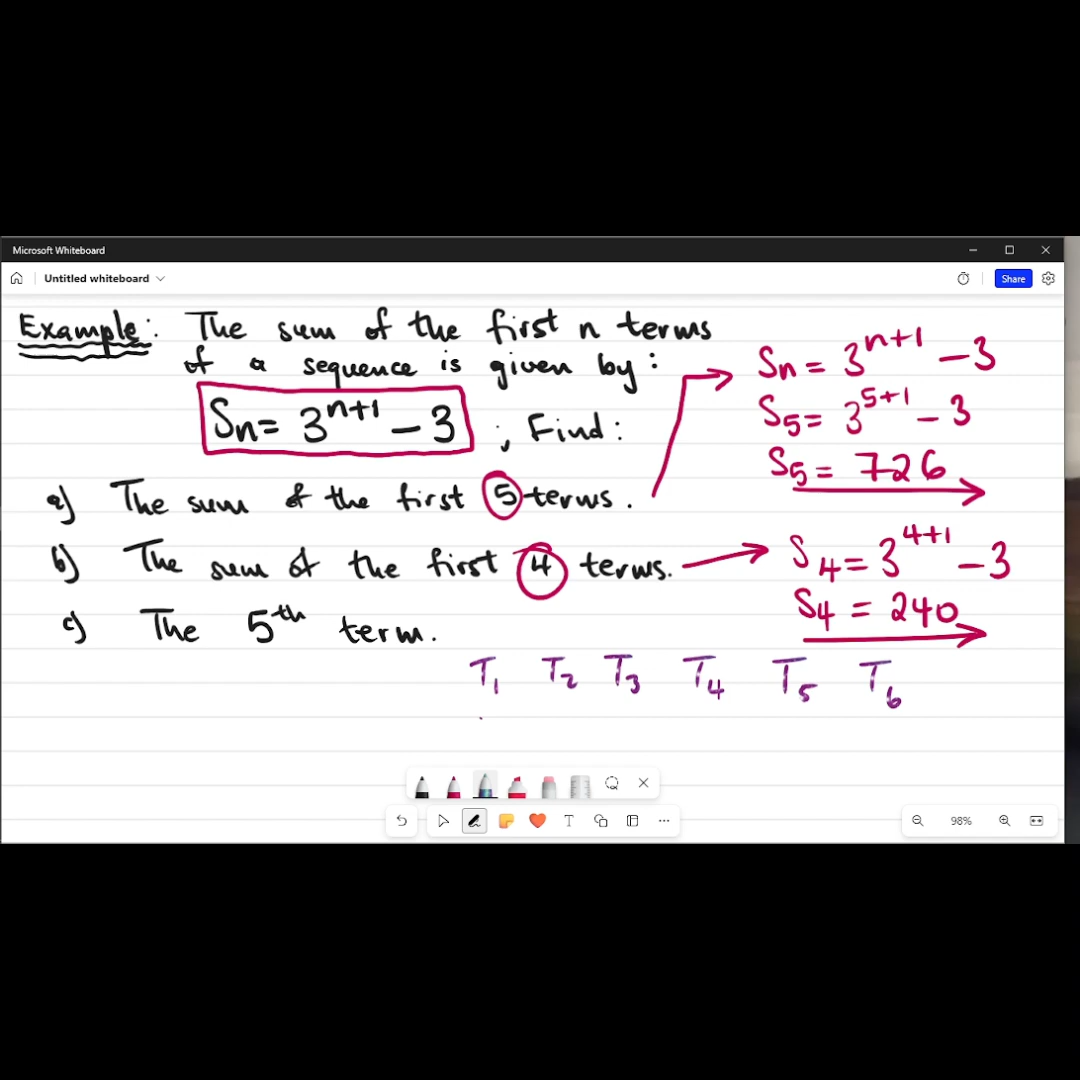 Microsoft Whiteboard
Untitled whiteboard
Share
Example: The sum of the first n terms
of a sequence is given by:
Sn = 3^{n+1} - 3 ; Find:
a) The sum of the first 5 terms.
b) The sum of the first 4 terms.
c) The 5^{th} term.
Sn = 3^{n+1} - 3
S₅ = 3^{5+1} - 3
S₅ = 726
S₄ = 3^{4+1} - 3
S₄ = 240
T₁ T₂ T₃ T₄ T₅ T₆
98%